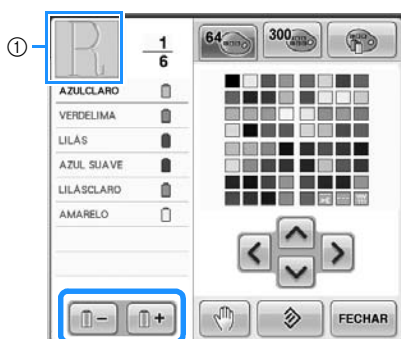 ①
R
1
6
64
300
AZULCLARO
VERDELIMA
LILÁS
AZUL SUAVE
LILÁSCLARO
AMARELO
− +
FECHAR